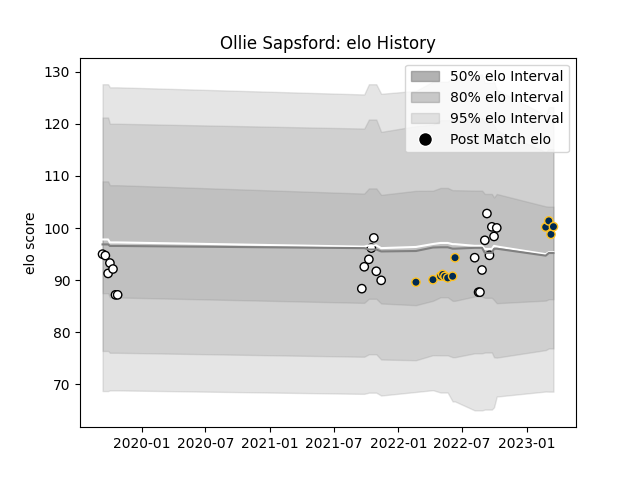 Ollie Sapsford: elo History
50% elo Interval
80% elo Interval
95% elo Interval
Post Match elo
elo score
130
120
110
100
90
80
70
2020-01
2020-07
2021-01
2021-07
2022-01
2022-07
2023-01